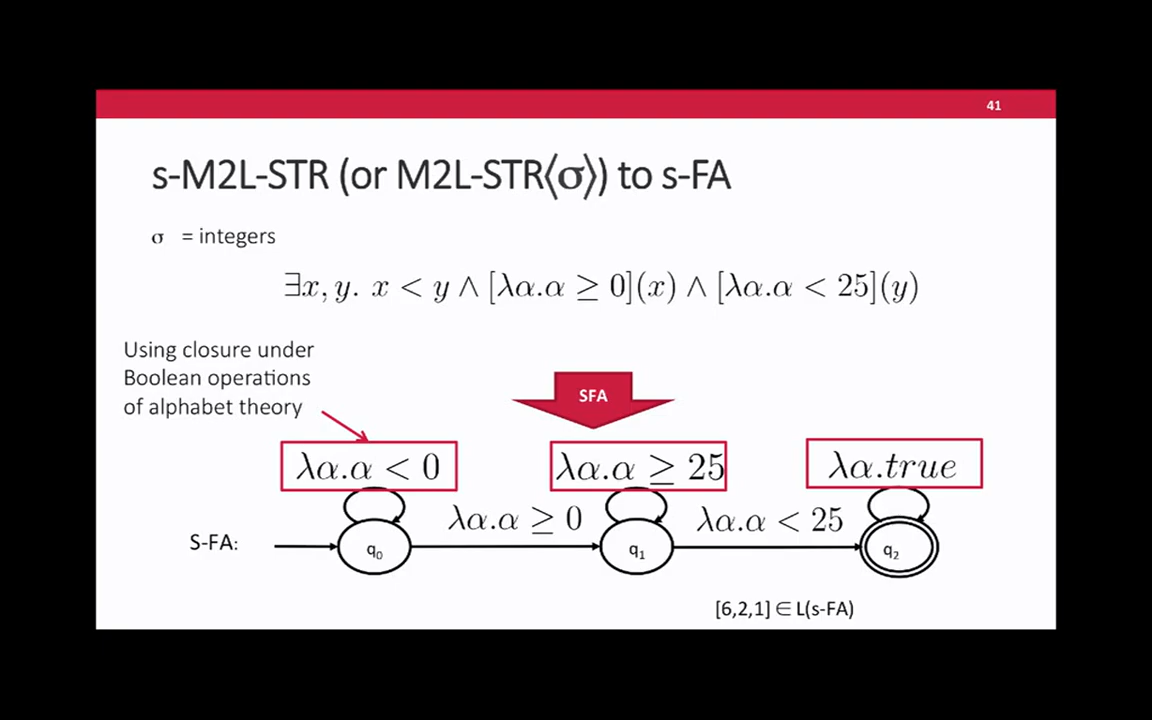 41
s-M2L-STR (or M2L-STR⟨σ⟩) to s-FA
σ = integers
∃x, y. x < y ∧ [λα.α ≥ 0](x) ∧ [λα.α < 25](y)
Using closure under
Boolean operations
of alphabet theory
SFA
λα.α < 0
λα.α ≥ 25
λα.true
λα.α ≥ 0
λα.α < 25
S-FA:
q₀
q₁
q₂
[6,2,1] ∈ L(s-FA)